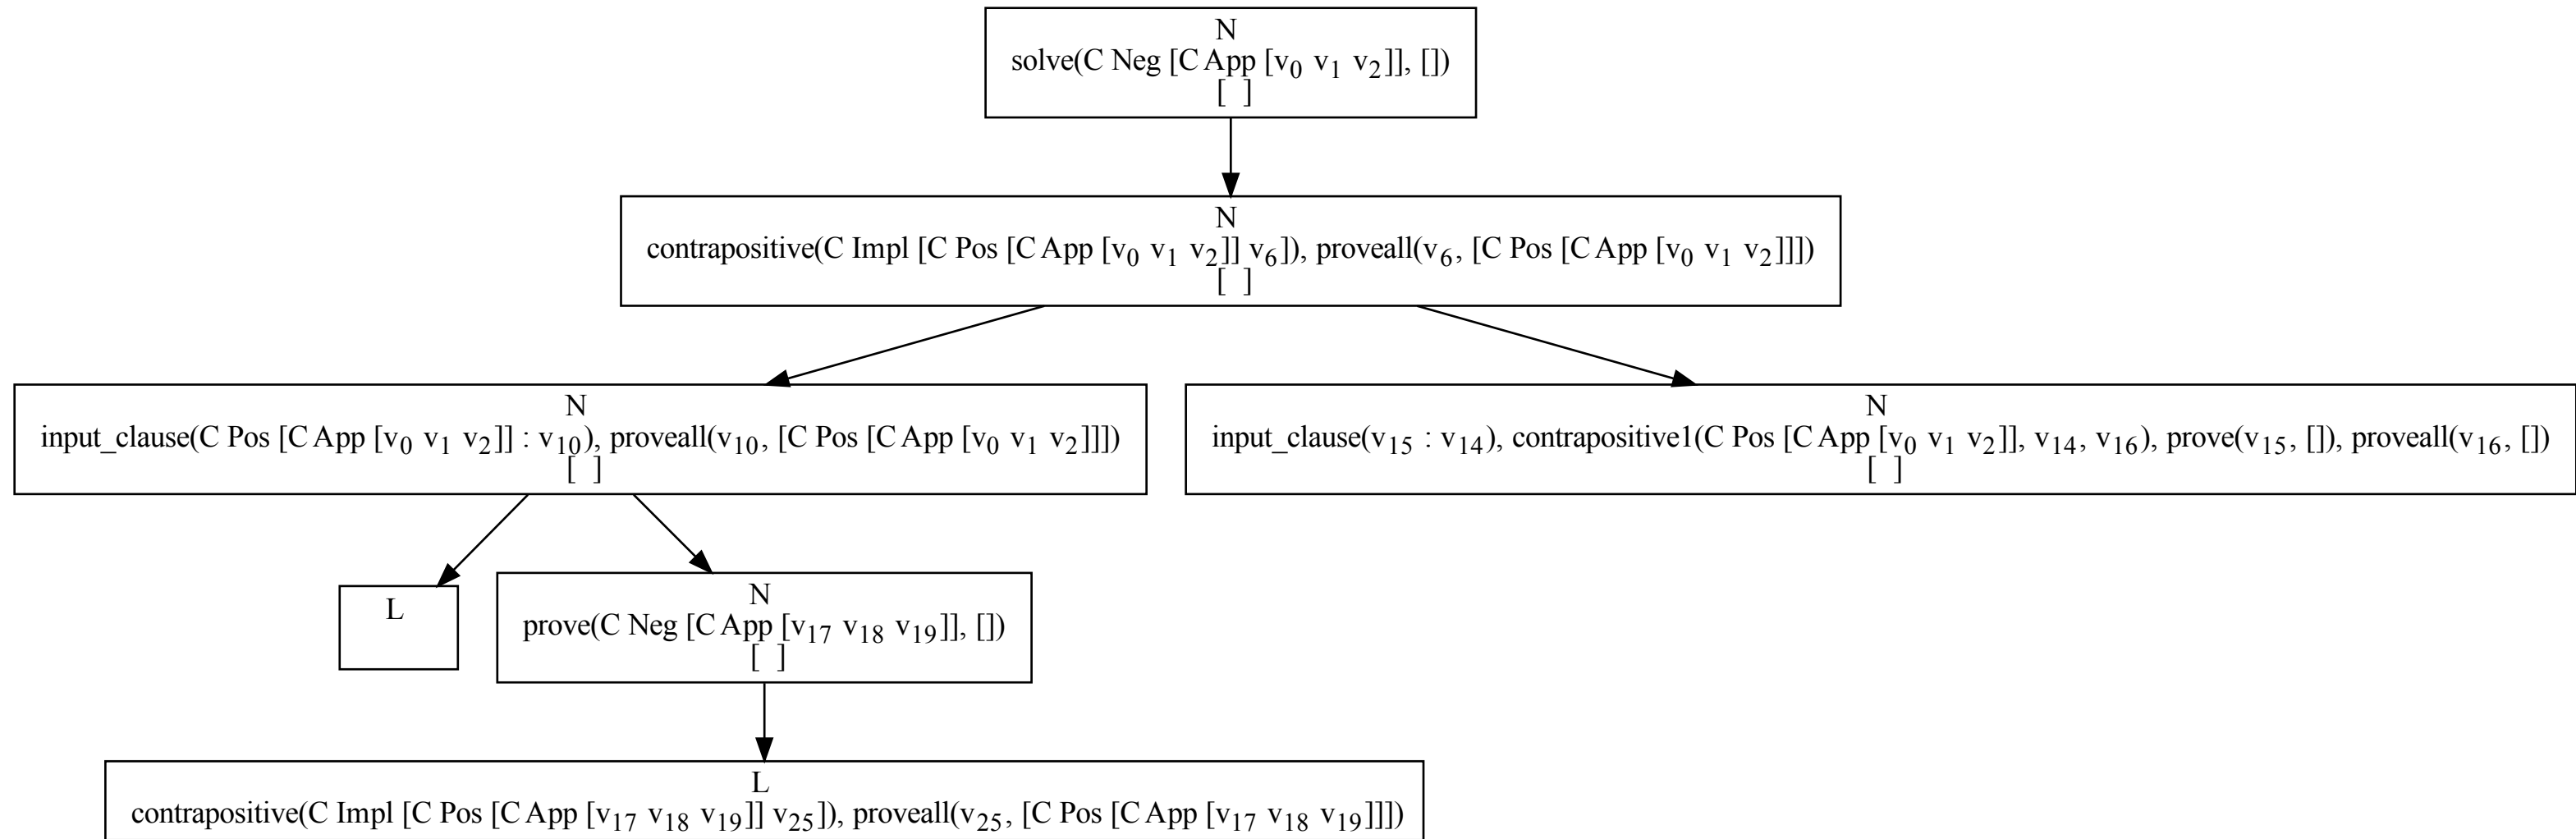 N
solve(C Neg [C App [v₀ v₁ v₂]], [])
[ ]
N
contrapositive(C Impl [C Pos [C App [v₀ v₁ v₂]] v₆]), proveall(v₆, [C Pos [C App [v₀ v₁ v₂]]])
[ ]
N
input_clause(C Pos [C App [v₀ v₁ v₂]] : v₁₀), proveall(v₁₀, [C Pos [C App [v₀ v₁ v₂]]])
[ ]
N
input_clause(v₁₅ : v₁₄), contrapositive1(C Pos [C App [v₀ v₁ v₂]], v₁₄, v₁₆), prove(v₁₅, []), proveall(v₁₆, [])
[ ]
L
N
prove(C Neg [C App [v₁₇ v₁₈ v₁₉]], [])
[ ]
L
contrapositive(C Impl [C Pos [C App [v₁₇ v₁₈ v₁₉]] v₂₅]), proveall(v₂₅, [C Pos [C App [v₁₇ v₁₈ v₁₉]]])